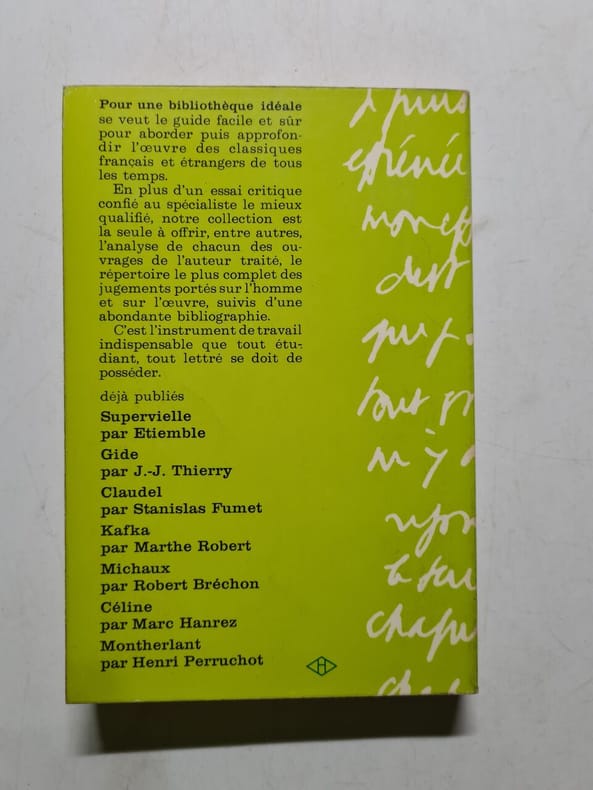 Pour une bibliothèque idéale
se veut le guide facile et sûr
pour aborder puis approfon-
dir l'œuvre des classiques
français et étrangers de tous
les temps.
En plus d'un essai critique
confié au spécialiste le mieux
qualifié, notre collection est
la seule à offrir, entre autres,
l'analyse de chacun des ou-
vrages de l'auteur traité, le
répertoire le plus complet des
jugements portés sur l'homme
et sur l'œuvre, suivis d'une
abondante bibliographie.
C'est l'instrument de travail
indispensable que tout étu-
diant, tout lettré se doit de
posséder.
déjà publiés
Supervielle
par Etiemble
Gide
par J.-J. Thierry
Claudel
par Stanislas Fumet
Kafka
par Marthe Robert
Michaux
par Robert Bréchon
Céline
par Marc Hanrez
Montherlant
par Henri Perruchot
H
plus
tout